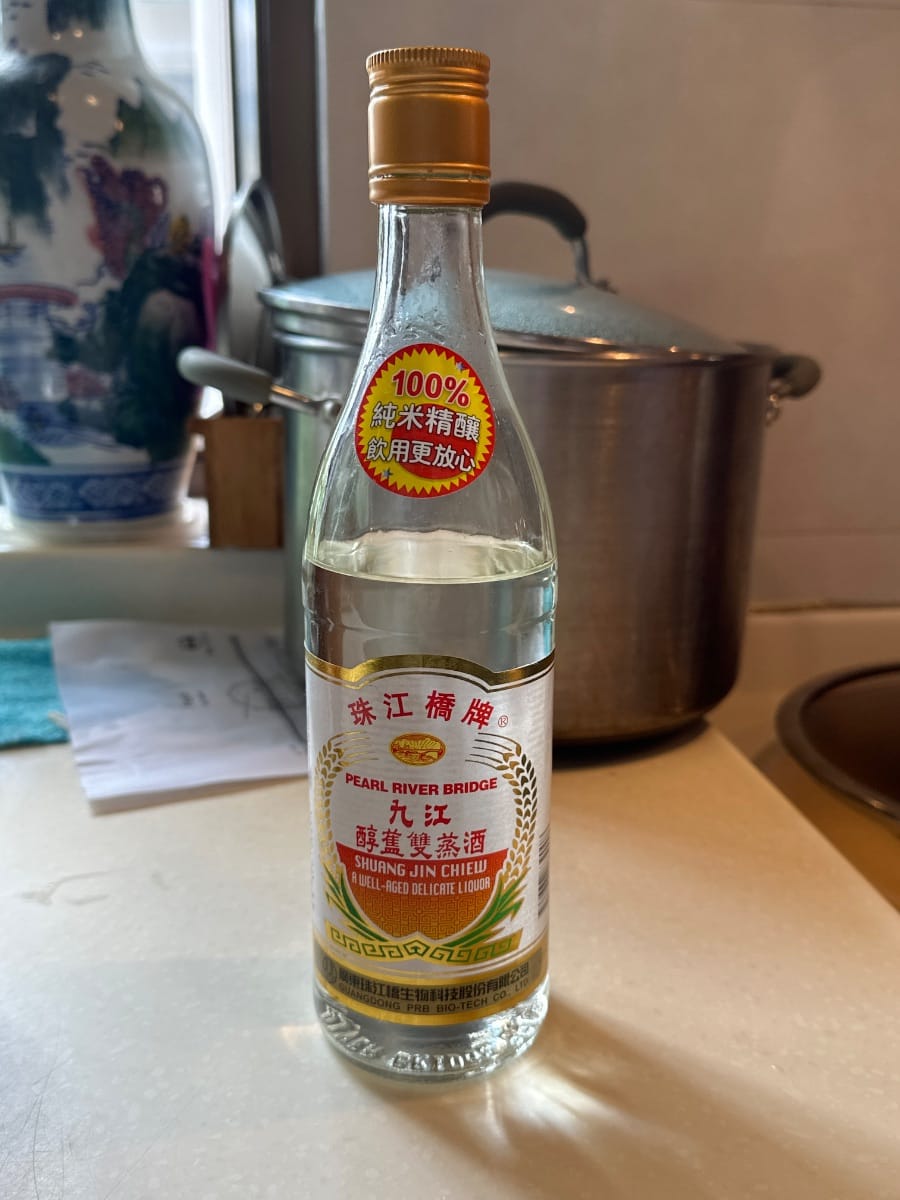 100%
純米精釀
飲用更放心
珠江橋牌®
PEARL RIVER BRIDGE
九江
醇舊雙蒸酒
SHUANG JIN CHIEW
A WELL-AGED DELICATE LIQUOR
廣東珠江橋生物科技股份有限公司
GUANGDONG PRB BIO-TECH CO., LTD.